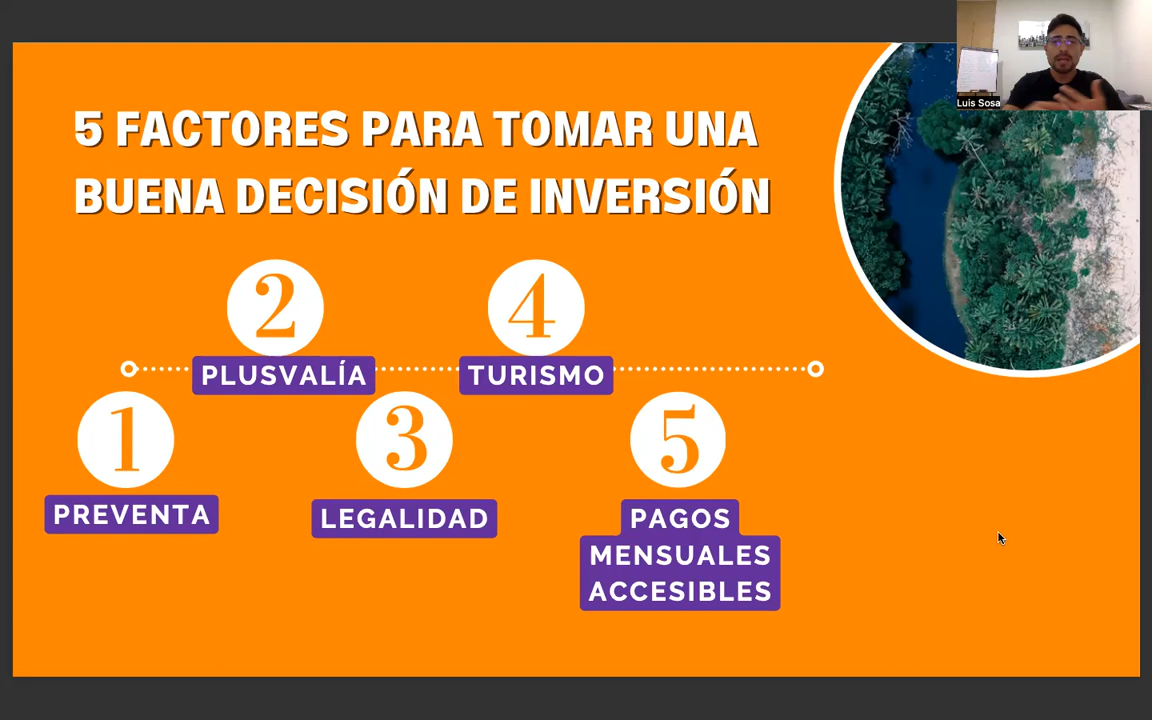 Luis Sosa
5 FACTORES PARA TOMAR UNA
BUENA DECISIÓN DE INVERSIÓN
1
PREVENTA
2
PLUSVALÍA
3
LEGALIDAD
4
TURISMO
5
PAGOS
MENSUALES
ACCESIBLES